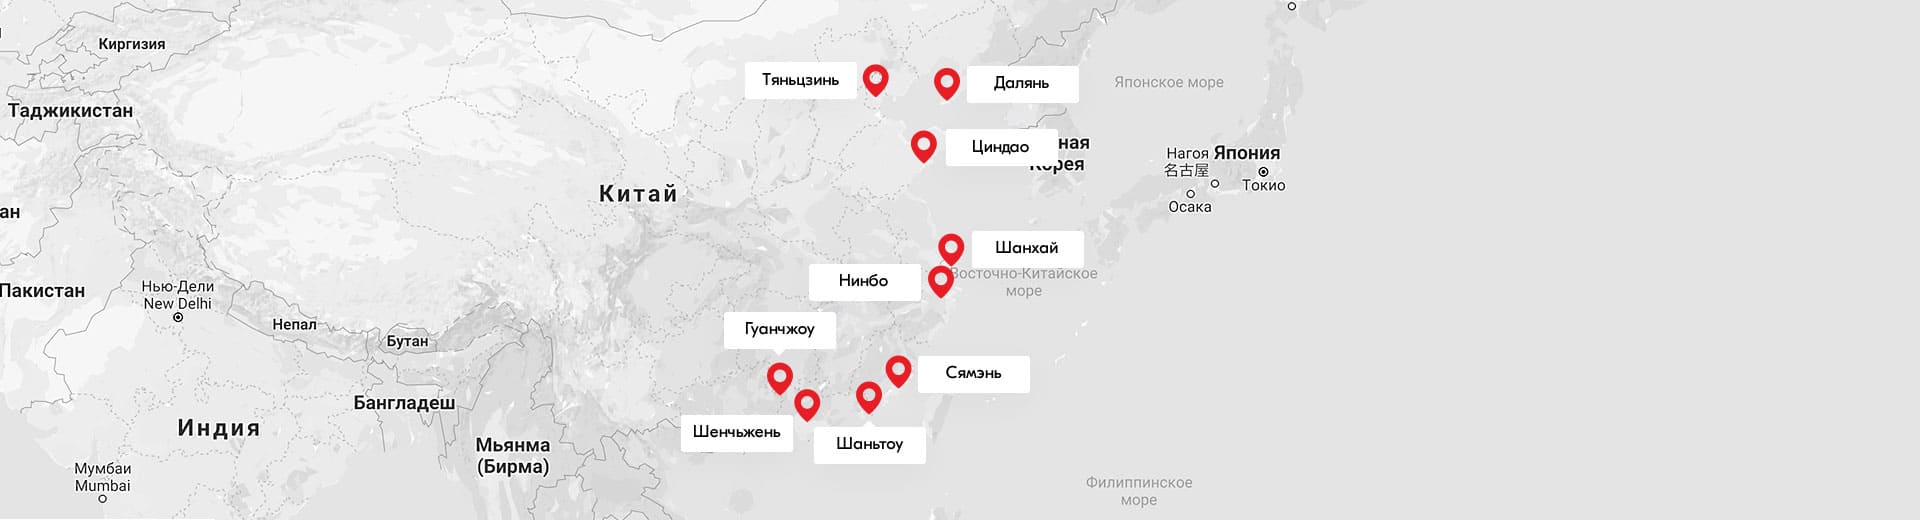 Киргизия
Таджикистан
Тяньцзинь
Далянь
Японское море
Циндао
ная
Корея
Нагоя
名古屋
Япония
Токио
Осака
Китай
ан
Шанхай
Восточно-Китайское
море
Нинбо
Пакистан
Нью-Дели
New Delhi
Непал
Бутан
Гуанчжоу
Сямэнь
Бангладеш
Индия
Шенчьжень
Шаньтоу
Мьянма
(Бирма)
Мумбаи
Mumbai
Филиппинское
море